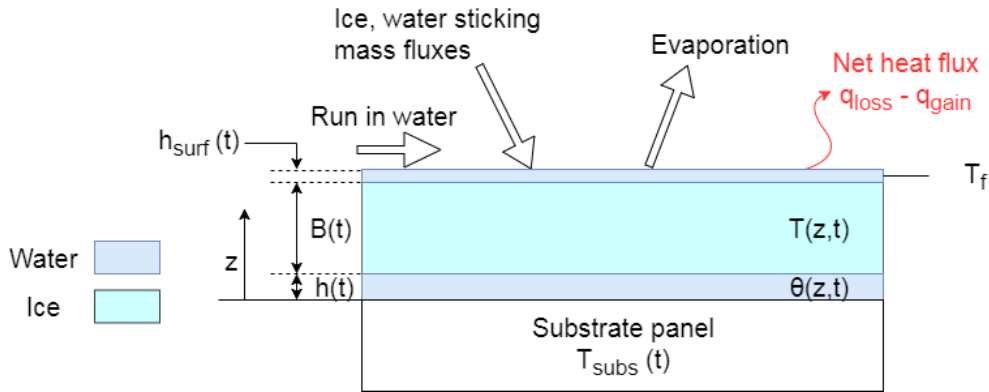 Ice, water sticking
mass fluxes
Evaporation
Net heat flux
q_loss - q_gain
Run in water
h_surf (t)
T_f
B(t)
T(z,t)
Water
z
h(t)
θ(z,t)
Ice
Substrate panel
T_subs (t)